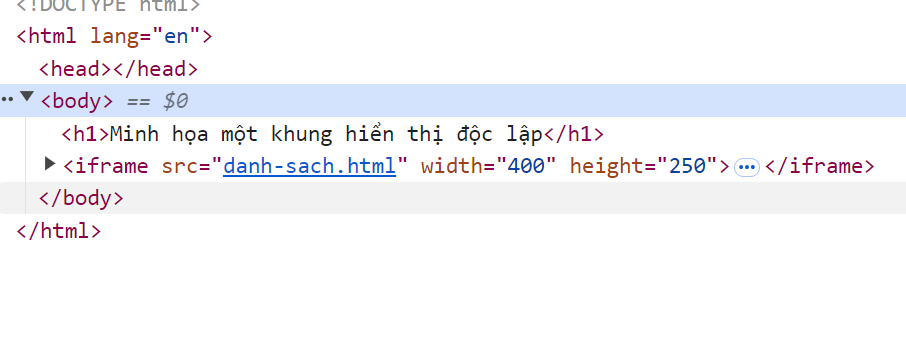 <!DOCTYPE html>
<html lang="en">
<head></head>
<body> == $0
<h1>Minh họa một khung hiển thị độc lập</h1>
<iframe src="danh-sach.html" width="400" height="250">…</iframe>
</body>
</html>